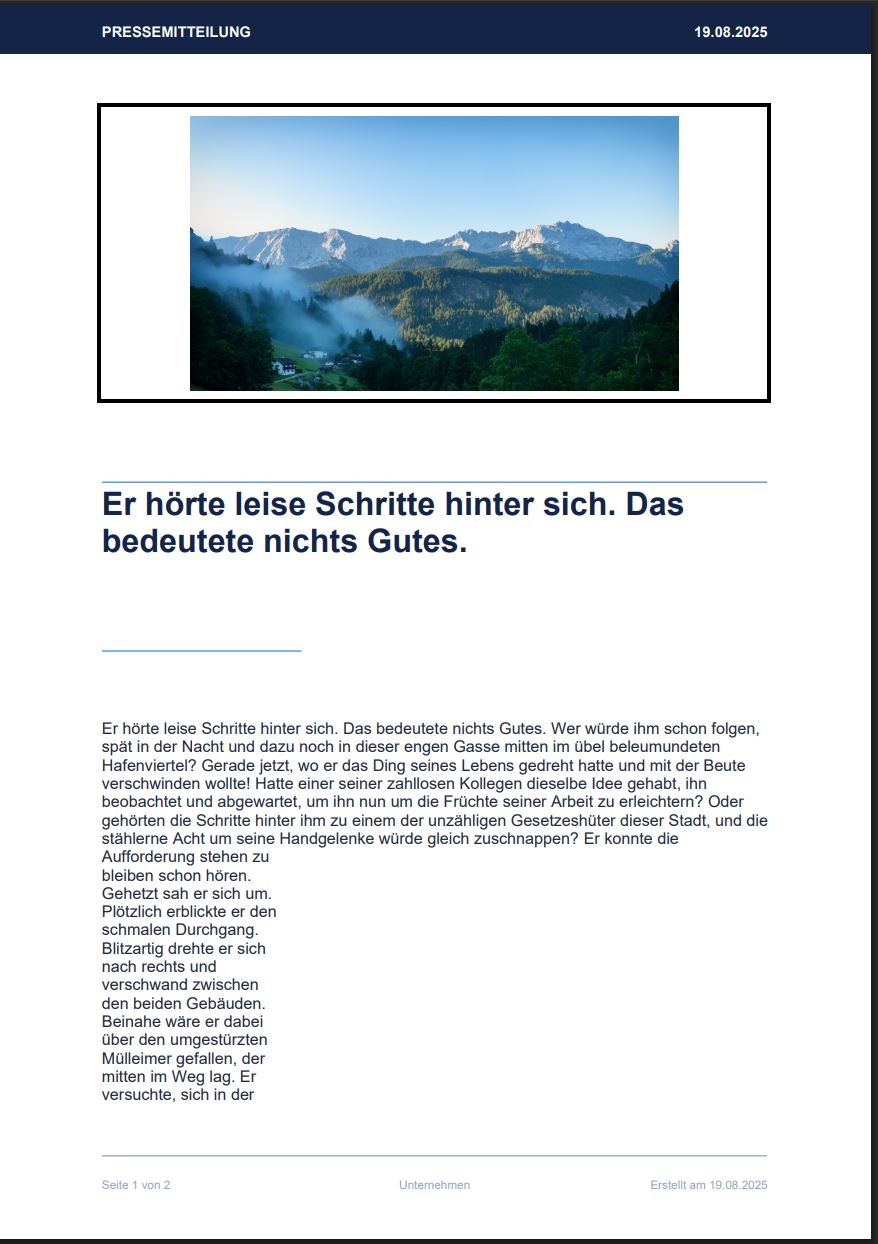 PRESSEMITTEILUNG 19.08.2025
Er hörte leise Schritte hinter sich. Das
bedeutete nichts Gutes.
Er hörte leise Schritte hinter sich. Das bedeutete nichts Gutes. Wer würde ihm schon folgen,
spät in der Nacht und dazu noch in dieser engen Gasse mitten im übel beleumundeten
Hafenviertel? Gerade jetzt, wo er das Ding seines Lebens gedreht hatte und mit der Beute
verschwinden wollte! Hatte einer seiner zahllosen Kollegen dieselbe Idee gehabt, ihn
beobachtet und abgewartet, um ihn nun um die Früchte seiner Arbeit zu erleichtern? Oder
gehörten die Schritte hinter ihm zu einem der unzähligen Gesetzeshüter dieser Stadt, und die
stählerne Acht um seine Handgelenke würde gleich zuschnappen? Er konnte die
Aufforderung stehen zu
bleiben schon hören.
Gehetzt sah er sich um.
Plötzlich erblickte er den
schmalen Durchgang.
Blitzartig drehte er sich
nach rechts und
verschwand zwischen
den beiden Gebäuden.
Beinahe wäre er dabei
über den umgestürzten
Mülleimer gefallen, der
mitten im Weg lag. Er
versuchte, sich in der
Seite 1 von 2 Unternehmen Erstellt am 19.08.2025